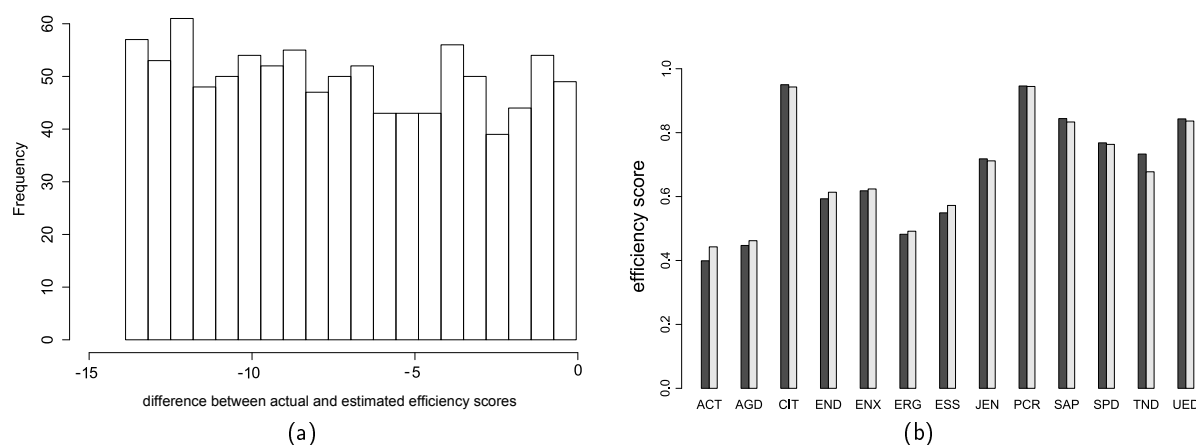 Frequency
60
50
40
30
20
10
0
-15
-10
-5
0
difference between actual and estimated efficiency scores
(a)
efficiency score
1.0
0.8
0.6
0.4
0.2
0.0
ACT AGD CIT END ENX ERG ESS JEN PCR SAP SPD TND UED
(b)